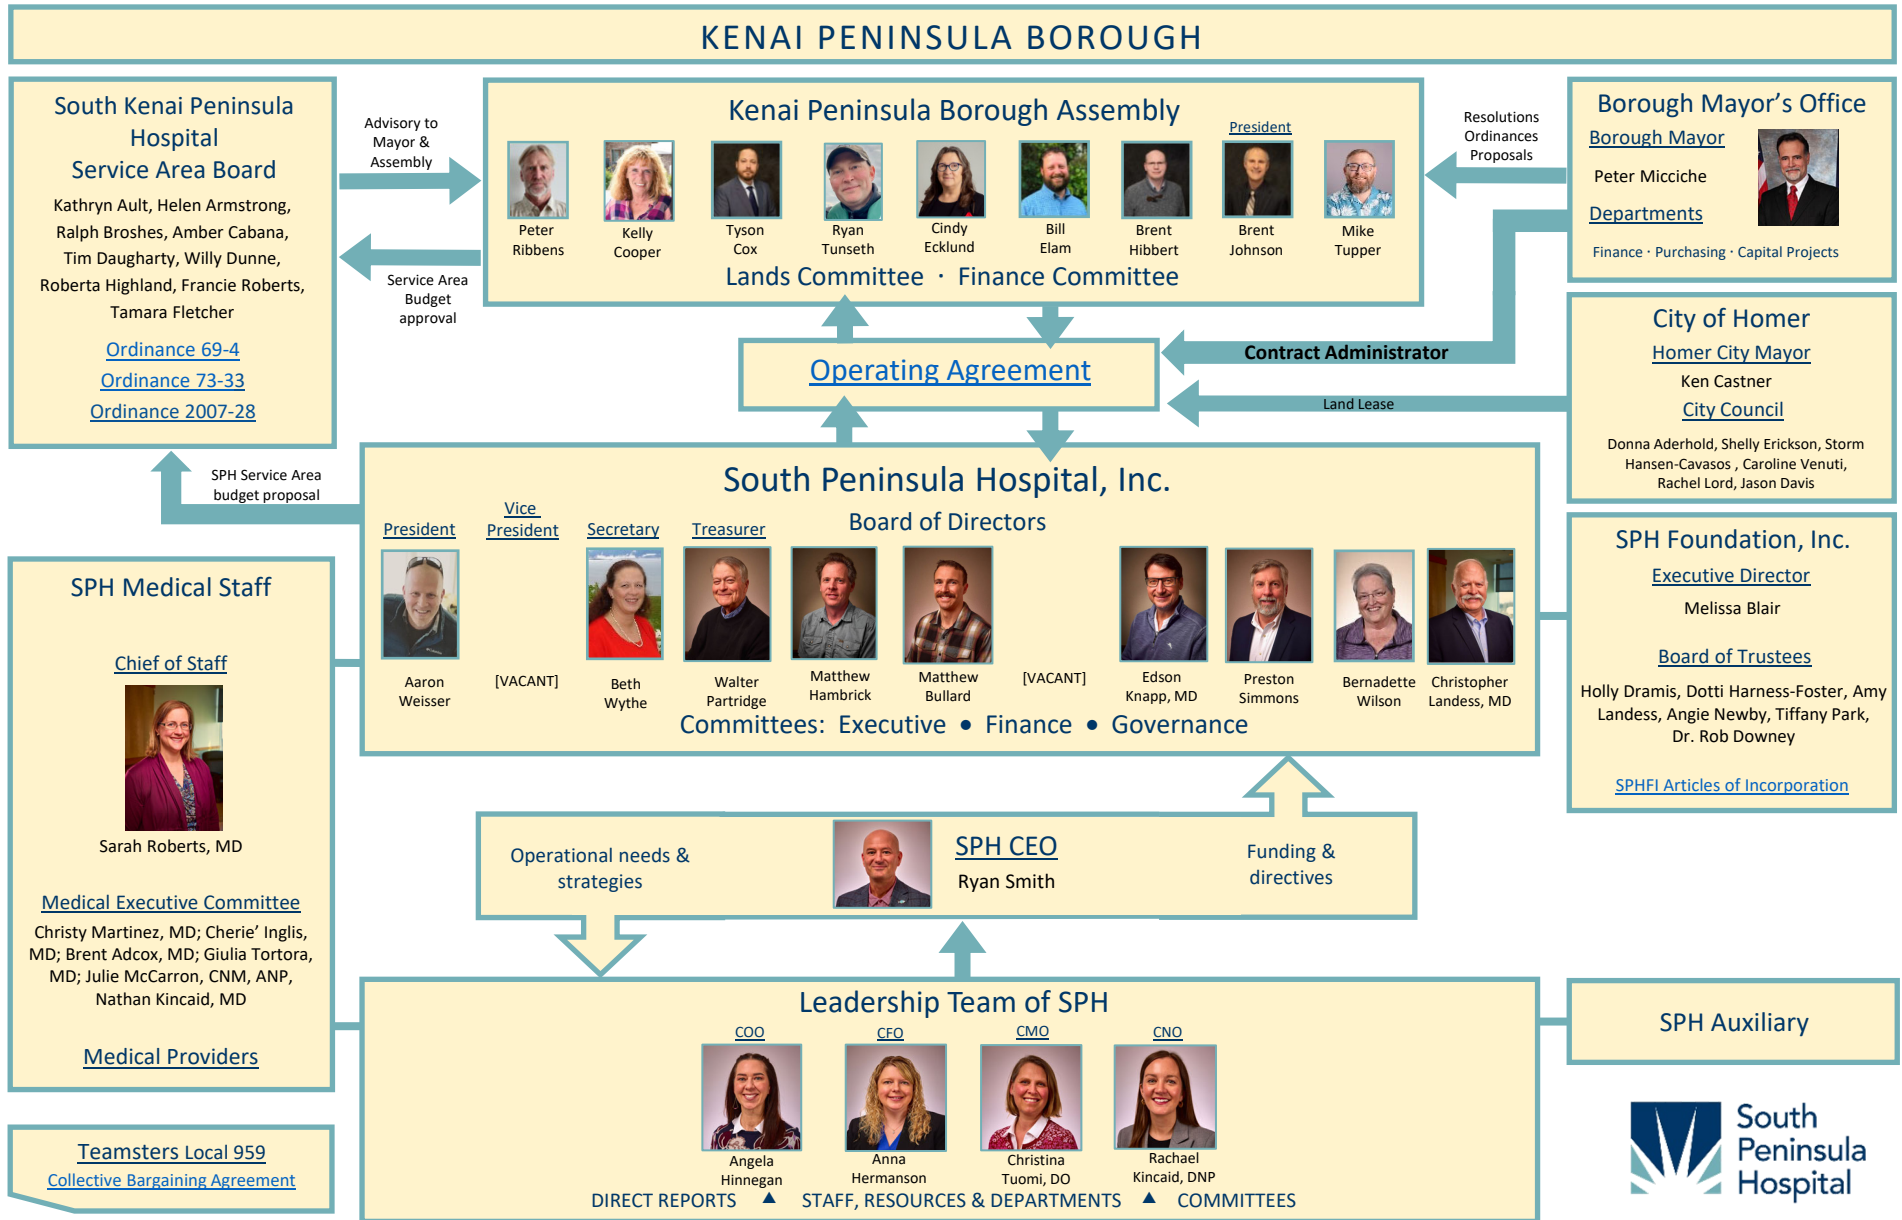 KENAI PENINSULA BOROUGH
South Kenai Peninsula
Hospital
Service Area Board
Kathryn Ault, Helen Armstrong,
Ralph Broshes, Amber Cabana,
Tim Daugharty, Willy Dunne,
Roberta Highland, Francie Roberts,
Tamara Fletcher
Ordinance 69-4
Ordinance 73-33
Ordinance 2007-28
Advisory to
Mayor &
Assembly
Service Area
Budget
approval
Kenai Peninsula Borough Assembly
President
Peter
Ribbens
Kelly
Cooper
Tyson
Cox
Ryan
Tunseth
Cindy
Ecklund
Bill
Elam
Brent
Hibbert
Brent
Johnson
Mike
Tupper
Lands Committee · Finance Committee
Resolutions
Ordinances
Proposals
Borough Mayor's Office
Borough Mayor
Peter Micciche
Departments
Finance · Purchasing · Capital Projects
Operating Agreement
Contract Administrator
Land Lease
City of Homer
Homer City Mayor
Ken Castner
City Council
Donna Aderhold, Shelly Erickson, Storm
Hansen-Cavasos , Caroline Venuti,
Rachel Lord, Jason Davis
SPH Service Area
budget proposal
South Peninsula Hospital, Inc.
Board of Directors
President
Vice
President
Secretary
Treasurer
Aaron
Weisser
[VACANT]
Beth
Wythe
Walter
Partridge
Matthew
Hambrick
Matthew
Bullard
[VACANT]
Edson
Knapp, MD
Preston
Simmons
Bernadette
Wilson
Christopher
Landess, MD
Committees: Executive ● Finance ● Governance
SPH Medical Staff
Chief of Staff
Sarah Roberts, MD
Medical Executive Committee
Christy Martinez, MD; Cherie’ Inglis,
MD; Brent Adcox, MD; Giulia Tortora,
MD; Julie McCarron, CNM, ANP,
Nathan Kincaid, MD
Medical Providers
SPH Foundation, Inc.
Executive Director
Melissa Blair
Board of Trustees
Holly Dramis, Dotti Harness-Foster, Amy
Landess, Angie Newby, Tiffany Park,
Dr. Rob Downey
SPHFI Articles of Incorporation
Operational needs &
strategies
SPH CEO
Ryan Smith
Funding &
directives
Leadership Team of SPH
COO
CFO
CMO
CNO
Angela
Hinnegan
Anna
Hermanson
Christina
Tuomi, DO
Rachael
Kincaid, DNP
DIRECT REPORTS ▲ STAFF, RESOURCES & DEPARTMENTS ▲ COMMITTEES
SPH Auxiliary
Teamsters Local 959
Collective Bargaining Agreement
South
Peninsula
Hospital